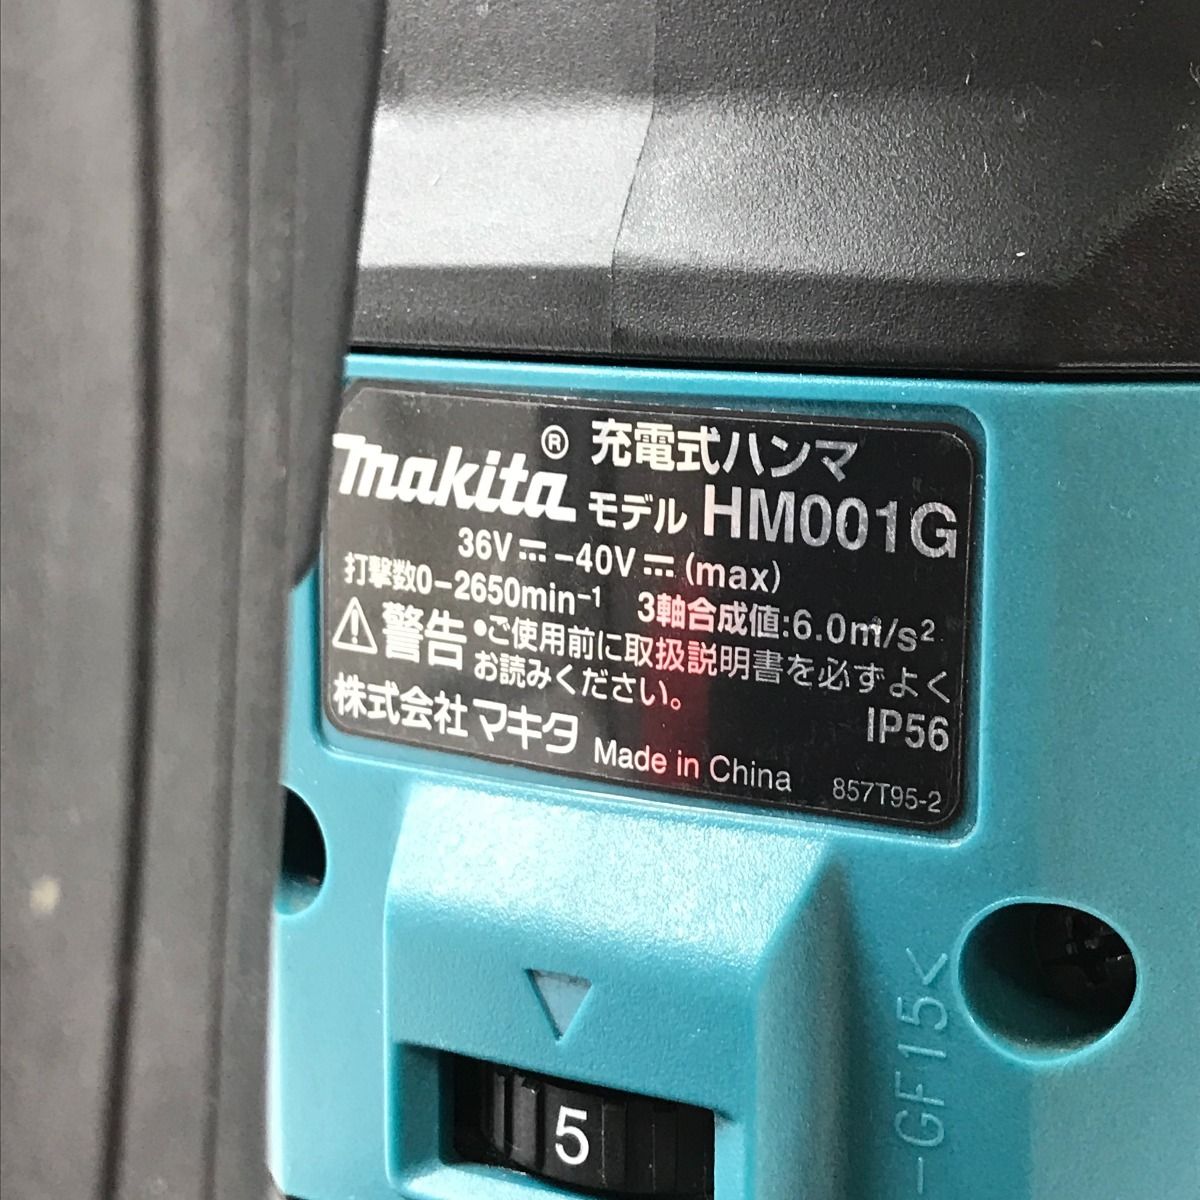 makita® 充電式ハンマ
モデル HM001G
36V⎓-40V⎓(max)
打撃数0-2650min⁻¹ 3軸合成値:6.0m/s²
⚠警告 •ご使用前に取扱説明書を必ずよく
お読みください。
IP56
株式会社マキタ Made in China 857T95-2
-GF15<
5